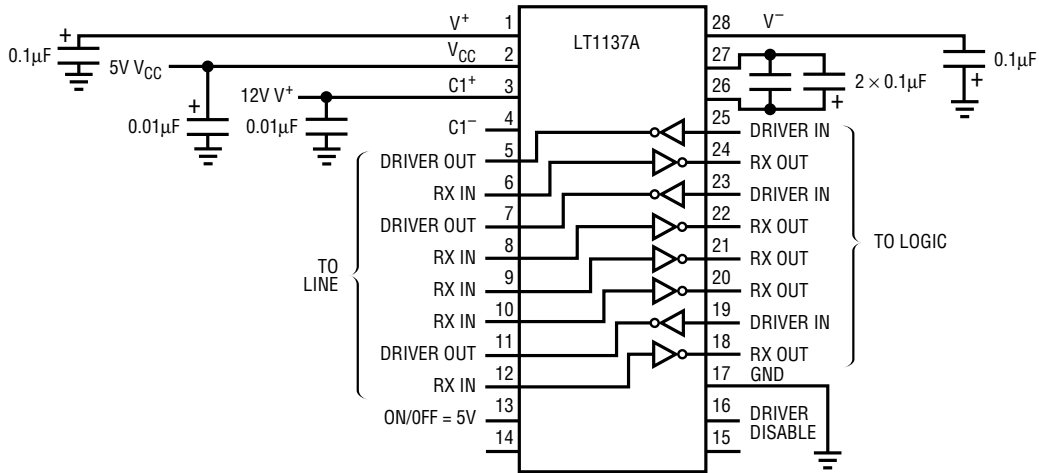 V+ 1 LT1137A 28 V−
0.1µF +
5V VCC VCC 2 27
12V V+ C1+ 3 26 2 × 0.1µF + 0.1µF +
+ 0.01µF 0.01µF C1− 4 25 DRIVER IN
DRIVER OUT 5 24 RX OUT
RX IN 6 23 DRIVER IN
DRIVER OUT 7 22 RX OUT
RX IN 8 21 RX OUT
TO LINE TO LOGIC
RX IN 9 20 RX OUT
RX IN 10 19 DRIVER IN
DRIVER OUT 11 18 RX OUT
RX IN 12 17 GND
ON/0FF = 5V 13 16 DRIVER DISABLE
14 15